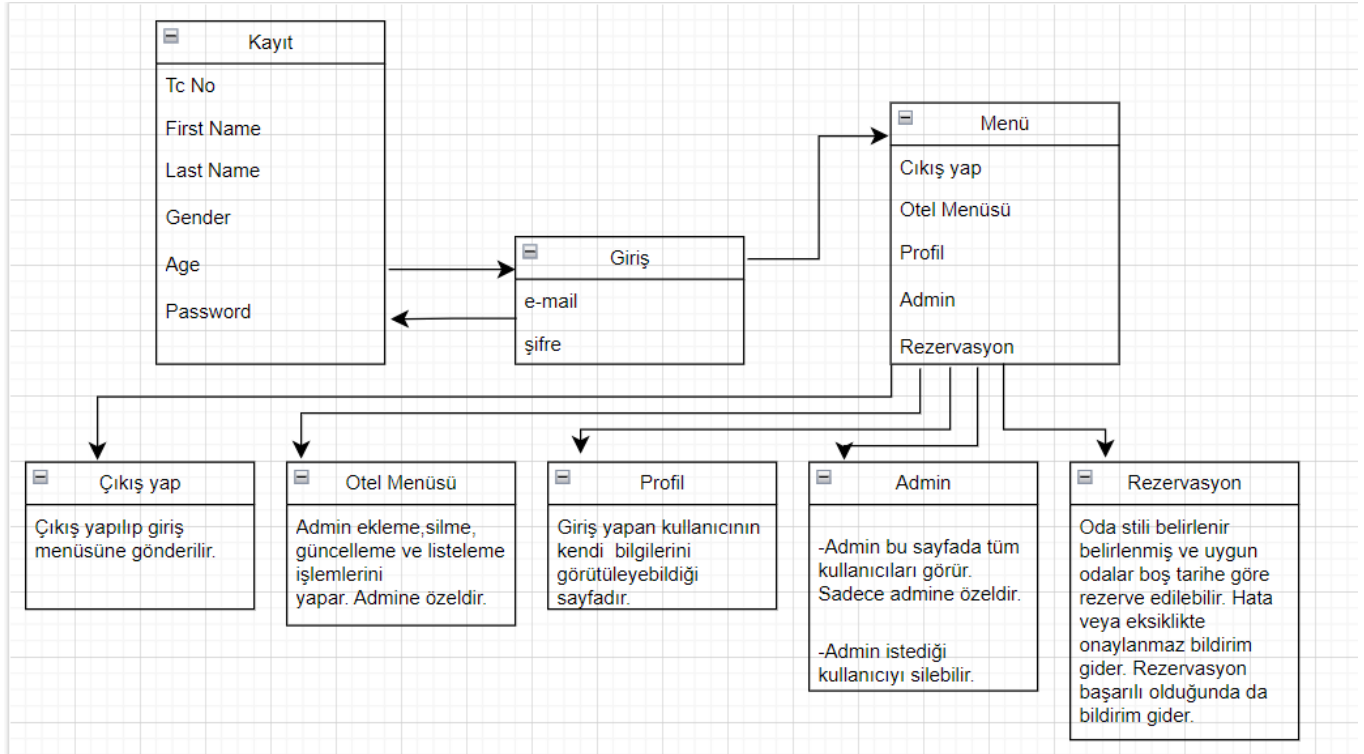 Kayıt
Tc No
First Name
Last Name
Gender
Age
Password
Giriş
e-mail
şifre
Menü
Cıkış yap
Otel Menüsü
Profil
Admin
Rezervasyon
Çıkış yap
Çıkış yapılıp giriş
menüsüne gönderilir.
Otel Menüsü
Admin ekleme,silme,
güncelleme ve listeleme
işlemlerini
yapar. Admine özeldir.
Profil
Giriş yapan kullanıcının
kendi bilgilerini
görütüleyebildiği
sayfadır.
Admin
-Admin bu sayfada tüm
kullanıcıları görür.
Sadece admine özeldir.
-Admin istediği
kullanıcıyı silebilir.
Rezervasyon
Oda stili belirlenir
belirlenmiş ve uygun
odalar boş tarihe göre
rezerve edilebilir. Hata
veya eksiklikte
onaylanmaz bildirim
gider. Rezervasyon
başarılı olduğunda da
bildirim gider.